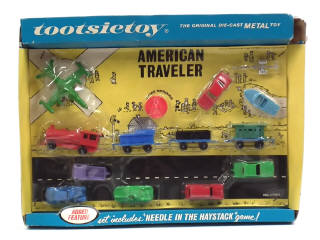 tootsietoy
THE ORIGINAL DIE-CAST METAL TOY
AMERICAN
TRAVELER
ADDED
FEATURE!
set includes "NEEDLE IN THE HAYSTACK" game!